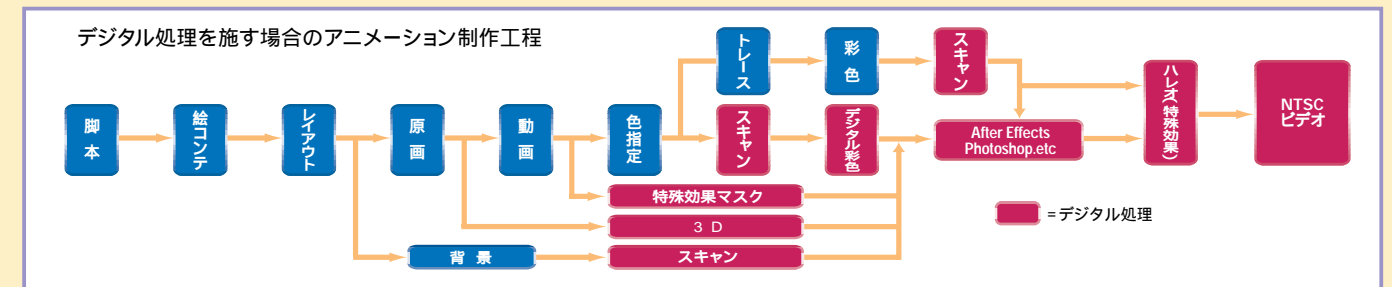 デジタル処理を施す場合のアニメーション制作工程
脚本
絵コンテ
レイアウト
原画
動画
色指定
トレース
彩色
スキャン
スキャン
デジタル彩色
After Effects
Photoshop.etc
ハレオ(特殊効果)
NTSC
ビデオ
特殊効果マスク
3 D
背 景
スキャン
=デジタル処理